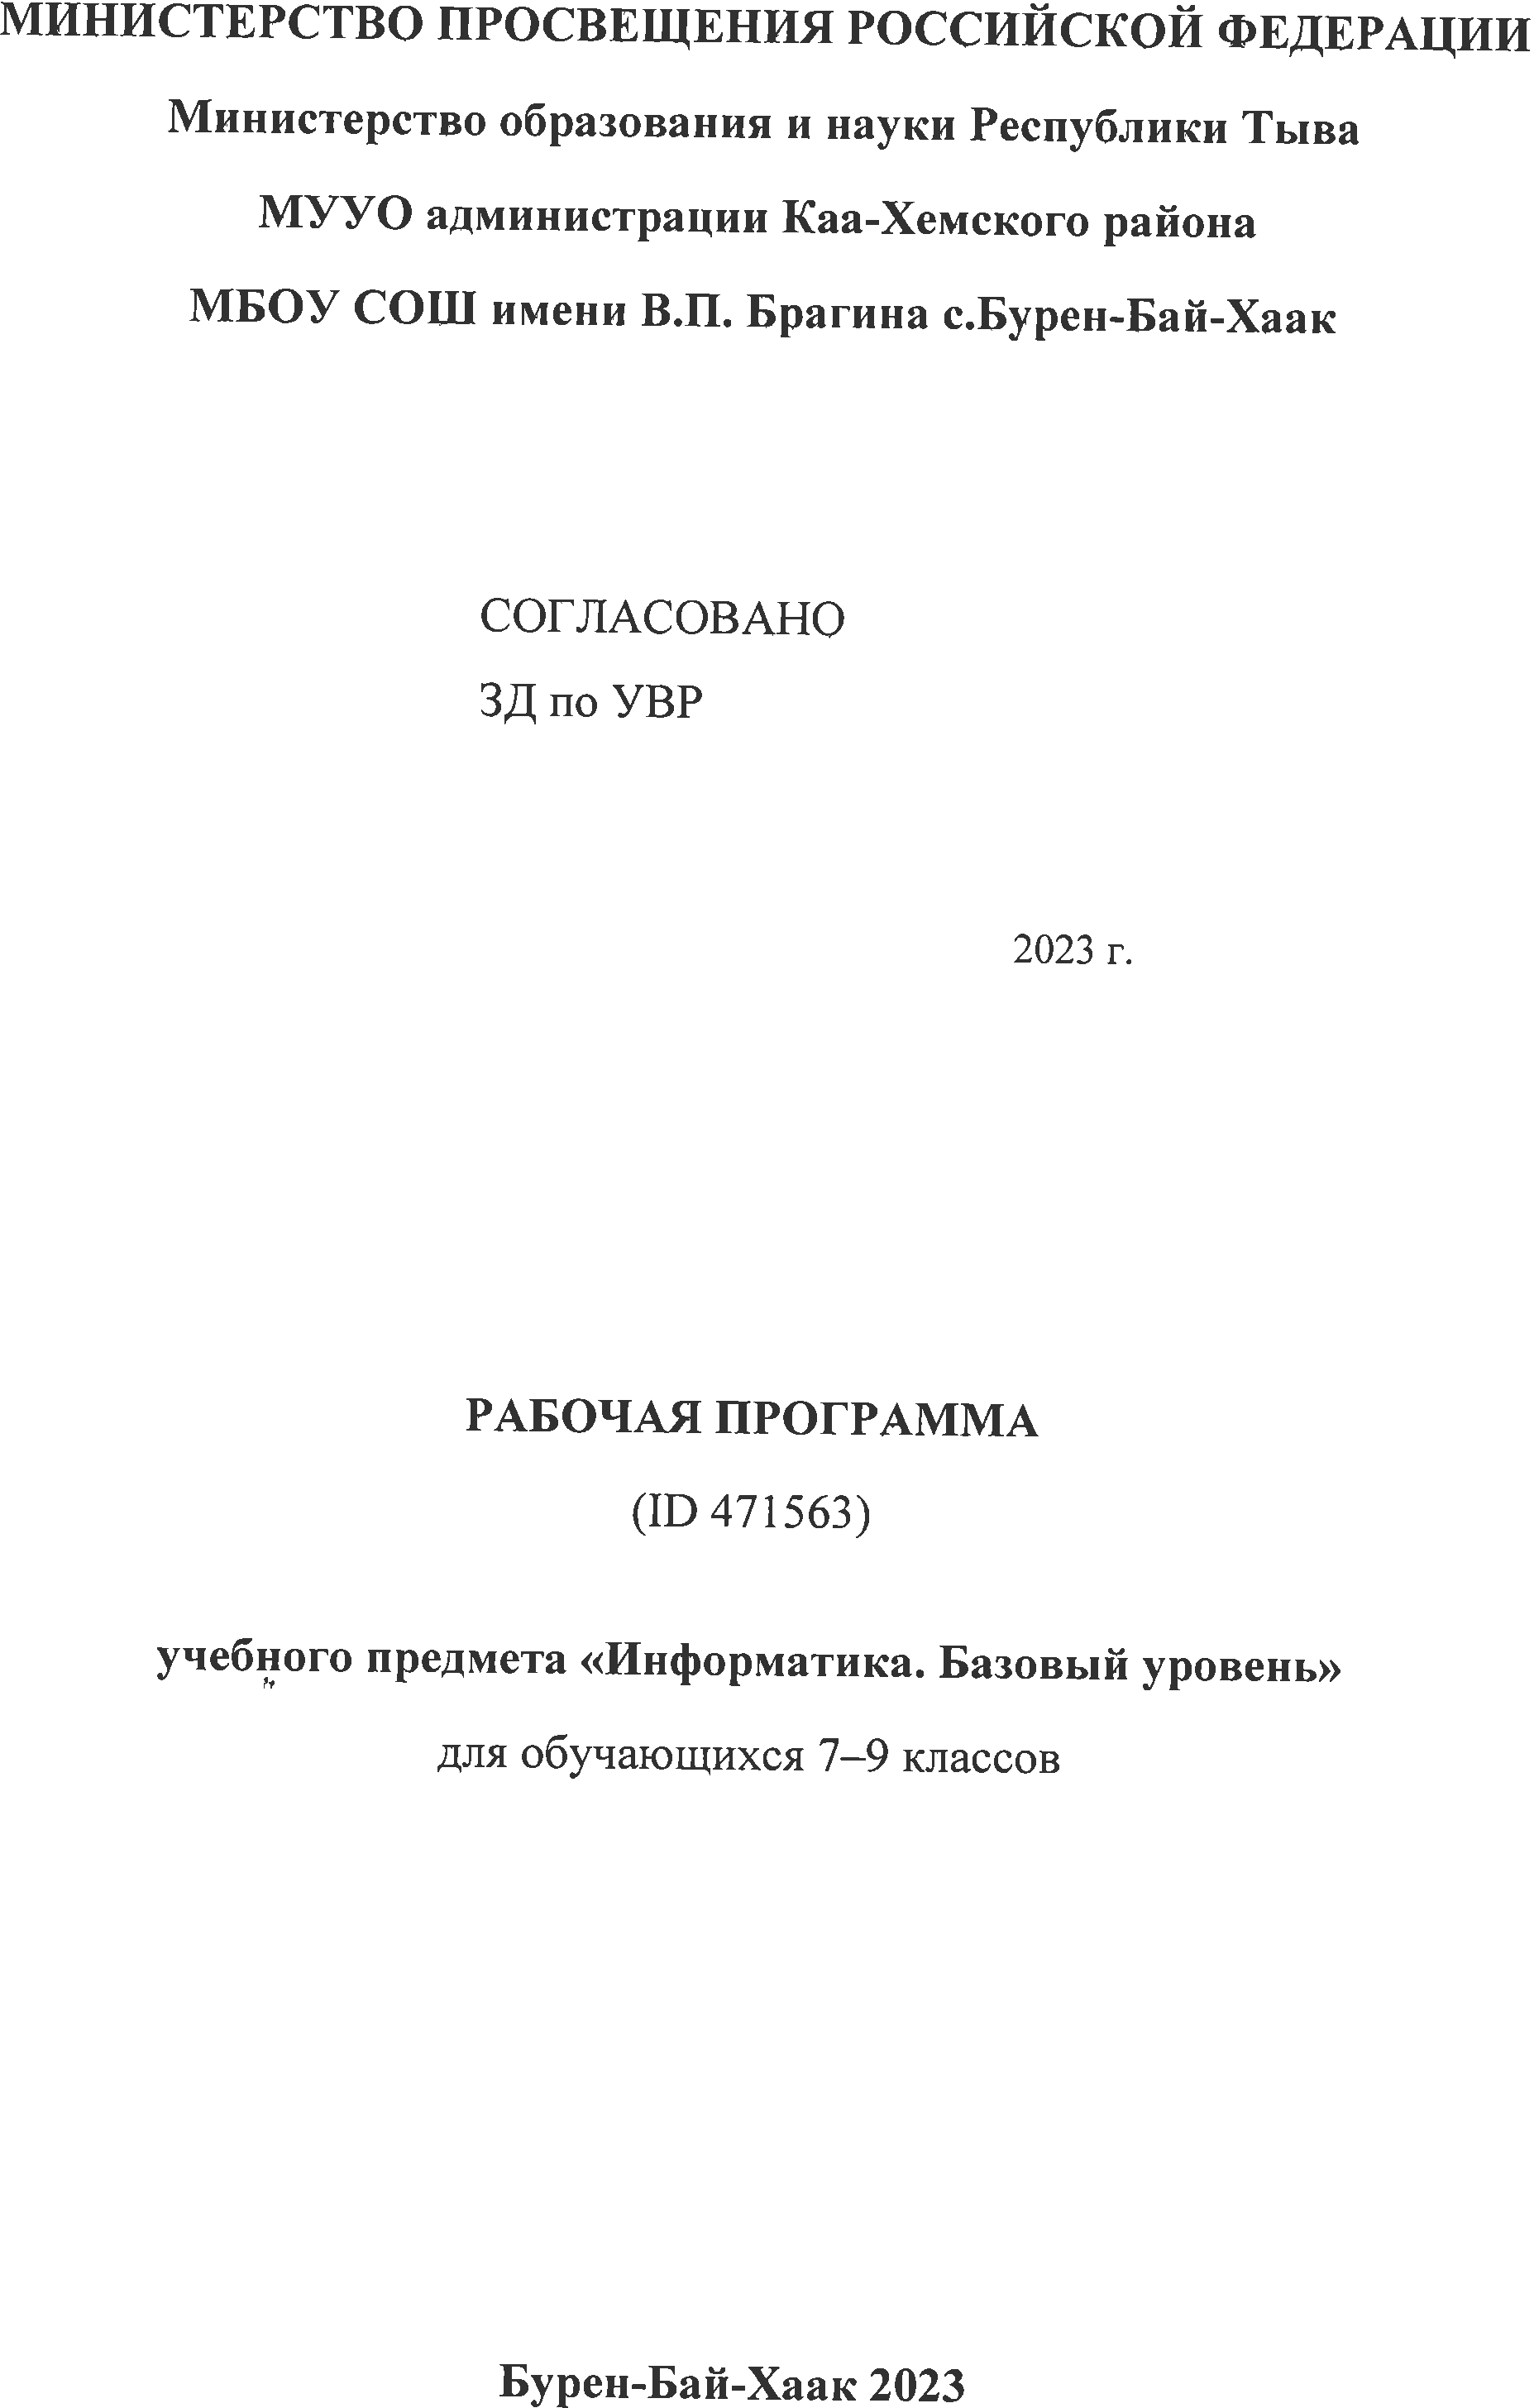 МИНИСТЕРСТВО ПРОСВЕЩЕНИЯ РОССИЙСКОЙ ФЕДЕРАЦИИ
Министерство образования и науки Республики Тыва
МУУО администрации Каа-Хемского района
МБОУ СОШ имени В.П. Брагина с.Бурен-Бай-Хаак
СОГЛАСОВАНО
ЗД по УВР
2023 г.
РАБОЧАЯ ПРОГРАММА
(ID 471563)
учебного предмета «Информатика. Базовый уровень»
для обучающихся 7–9 классов
Бурен-Бай-Хаак 2023